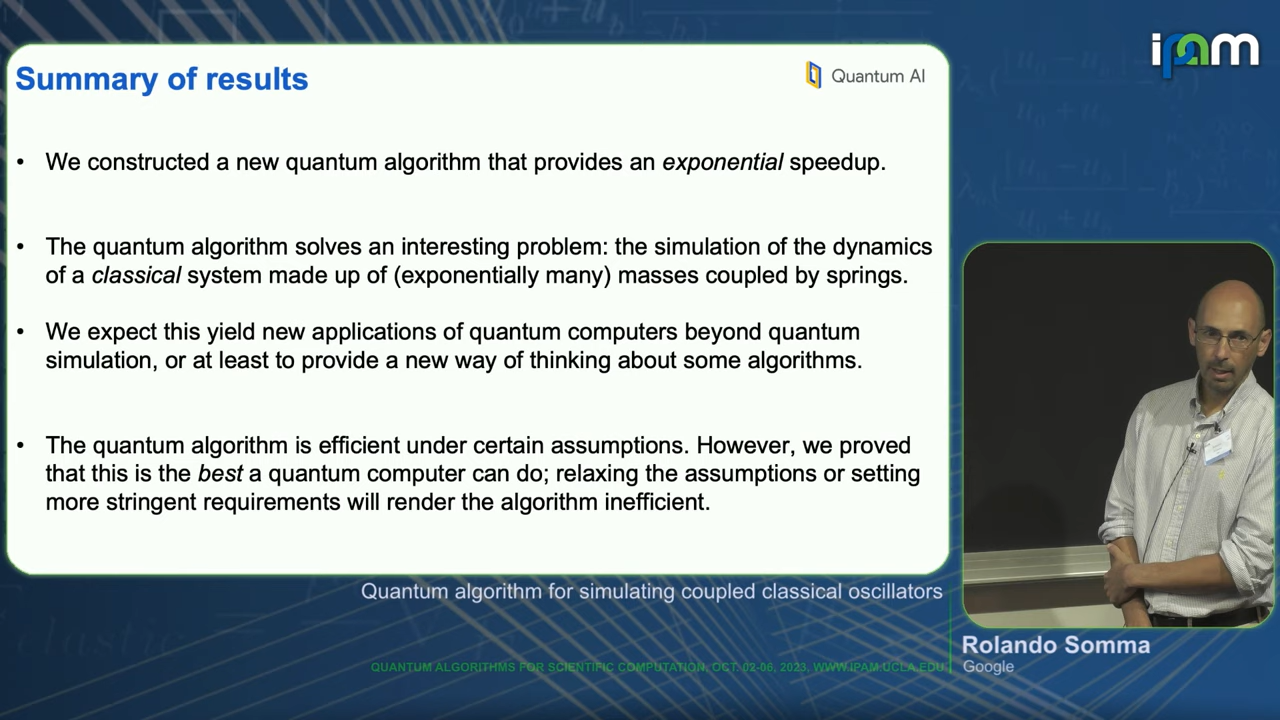 ipam
Summary of results
Quantum AI
• We constructed a new quantum algorithm that provides an exponential speedup.
• The quantum algorithm solves an interesting problem: the simulation of the dynamics
of a classical system made up of (exponentially many) masses coupled by springs.
• We expect this yield new applications of quantum computers beyond quantum
simulation, or at least to provide a new way of thinking about some algorithms.
• The quantum algorithm is efficient under certain assumptions. However, we proved
that this is the best a quantum computer can do; relaxing the assumptions or setting
more stringent requirements will render the algorithm inefficient.
Quantum algorithm for simulating coupled classical oscillators
Rolando Somma
Google
QUANTUM ALGORITHMS FOR SCIENTIFIC COMPUTATION, OCT. 02-06, 2023, WWW.IPAM.UCLA.EDU
elastic